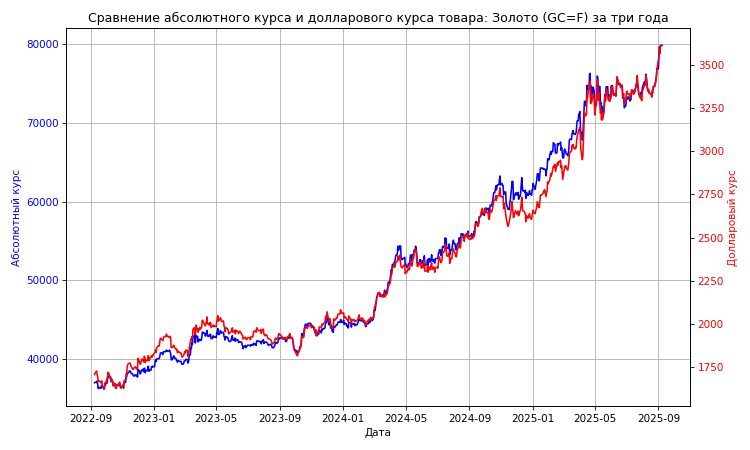 Сравнение абсолютного курса и долларового курса товара: Золото (GC=F) за три года
80000
70000
60000
50000
40000
Абсолютный курс
3500
3250
3000
2750
2500
2250
2000
1750
Долларовый курс
2022-09 2023-01 2023-05 2023-09 2024-01 2024-05 2024-09 2025-01 2025-05 2025-09
Дата